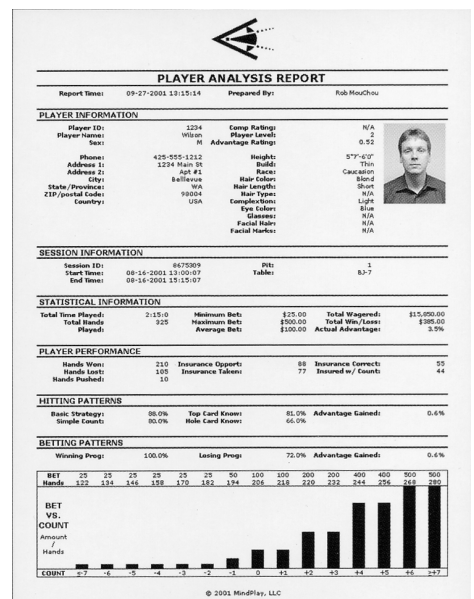 PLAYER ANALYSIS REPORT
Report Time: 09-27-2001 13:15:14 Prepared By: Rob MouChou
PLAYER INFORMATION
Player ID: 1234 Comp Rating: N/A
Player Name: Wilson Player Level: 2
Sex: M Advantage Rating: 0.52
Phone: 425-555-1212 Height: 5'7"-6'0"
Address 1: 1234 Main St Build: Thin
Address 2: Apt #1 Race: Caucasion
City: Belllevue Hair Color: Blond
State/Province: WA Hair Length: Short
ZIP/postal Code: 98004 Hair Type: N/A
Country: USA Complextion: Light
Eye Color: Blue
Glasses: N/A
Facial Hair: N/A
Facial Marks: N/A
SESSION INFORMATION
Session ID: 8675309 Pit: 1
Start Time: 08-16-2001 13:00:07 Table: BJ-7
End Time: 08-16-2001 15:15:07
STATISTICAL INFORMATION
Total Time Played: 2:15:0 Minimum Bet: $25.00 Total Wagered: $15,850.00
Total Hands 325 Maximum Bet: $500.00 Total Win/Loss: $385.00
Played: Average Bet: $100.00 Actual Advantage: 3.5%
PLAYER PERFORMANCE
Hands Won: 210 Insurance Opport: 88 Insurance Correct: 55
Hands Lost: 105 Insurance Taken: 77 Insured w/ Count: 44
Hands Pushed: 10
HITTING PATTERNS
Basic Strategy: 88.0% Top Card Know: 81.0% Advantage Gained: 0.6%
Simple Count: 80.0% Hole Card Know: 66.0%
BETTING PATTERNS
Winning Prog: 100.0% Losing Prog: 72.0% Advantage Gained: 0.6%
BET 25 25 25 25 25 25 50 100 100 200 200 400 400 500 500
Hands 122 134 146 158 170 182 194 206 218 220 232 244 256 268 280
BET
VS.
COUNT
Amount
/
Hands
COUNT ≤-7 -6 -5 -4 -3 -2 -1 0 +1 +2 +3 +4 +5 +6 ≥+7
© 2001 MindPlay, LLC